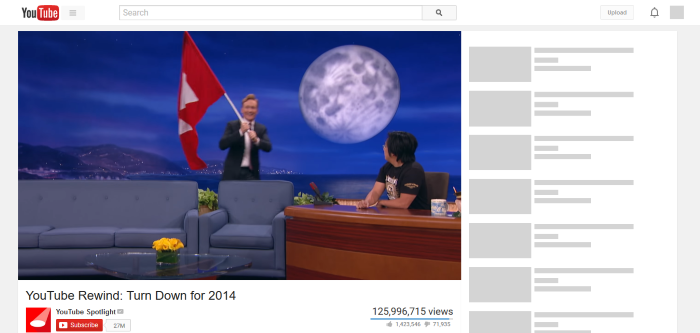 YouTube
Search
Upload
YouTube Rewind: Turn Down for 2014
YouTube Spotlight
Subscribe
27M
125,996,715 views
1,423,546
71,935